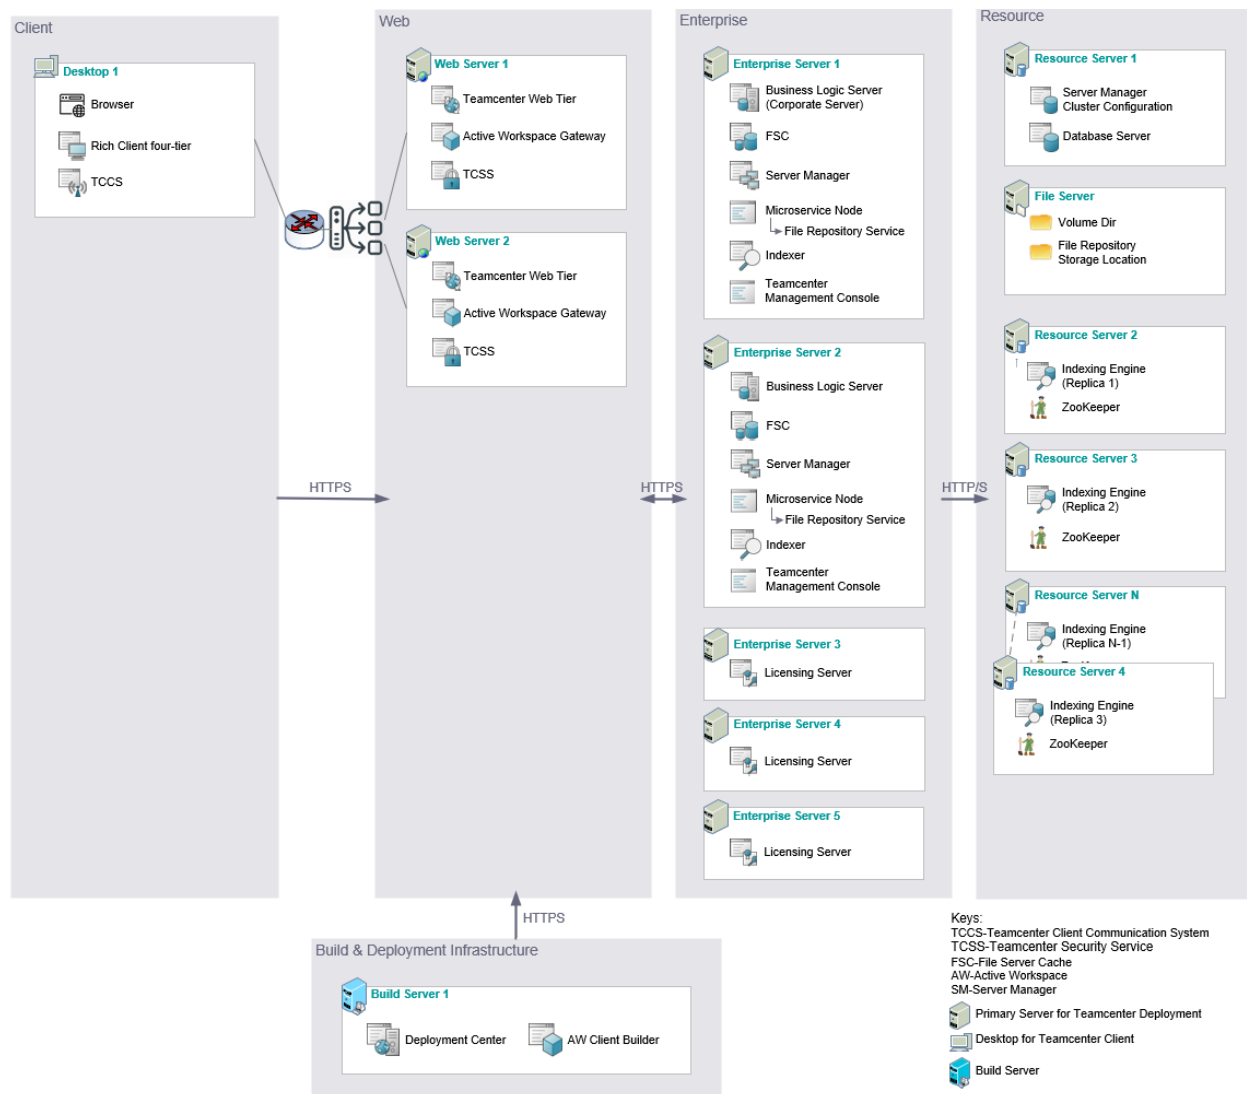 Client
Desktop 1
Browser
Rich Client four-tier
TCCS
Web
Web Server 1
Teamcenter Web Tier
Active Workspace Gateway
TCSS
Web Server 2
Teamcenter Web Tier
Active Workspace Gateway
TCSS
Enterprise
Enterprise Server 1
Business Logic Server
(Corporate Server)
FSC
Server Manager
Microservice Node
File Repository Service
Indexer
Teamcenter
Management Console
Enterprise Server 2
Business Logic Server
FSC
Server Manager
Microservice Node
File Repository Service
Indexer
Teamcenter
Management Console
Enterprise Server 3
Licensing Server
Enterprise Server 4
Licensing Server
Enterprise Server 5
Licensing Server
Resource
Resource Server 1
Server Manager
Cluster Configuration
Database Server
File Server
Volume Dir
File Repository
Storage Location
Resource Server 2
Indexing Engine
(Replica 1)
ZooKeeper
Resource Server 3
Indexing Engine
(Replica 2)
ZooKeeper
Resource Server N
Indexing Engine
(Replica N-1)
Resource Server 4
Indexing Engine
(Replica 3)
ZooKeeper
HTTPS
HTTPS
HTTP/S
HTTPS
Build & Deployment Infrastructure
Build Server 1
Deployment Center
AW Client Builder
Keys:
TCCS-Teamcenter Client Communication System
TCSS-Teamcenter Security Service
FSC-File Server Cache
AW-Active Workspace
SM-Server Manager
Primary Server for Teamcenter Deployment
Desktop for Teamcenter Client
Build Server